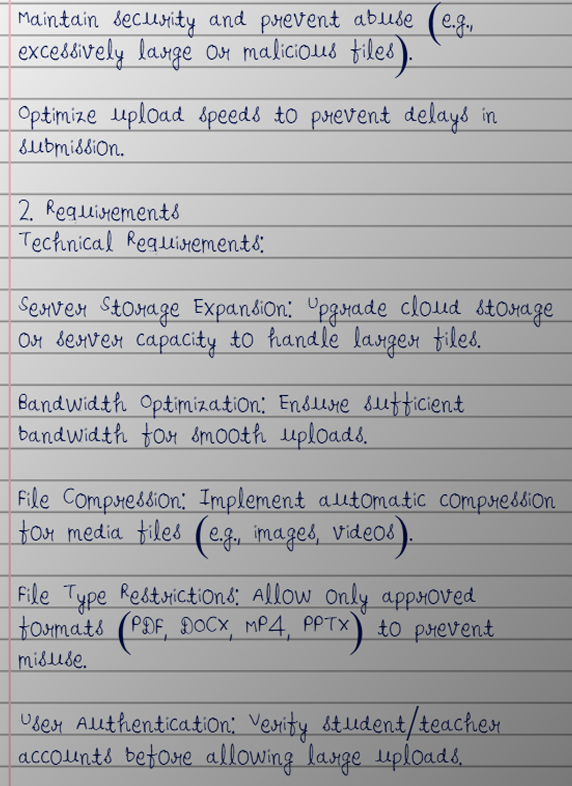 Maintain security and prevent abuse (e.g.,
excessively large or malicious files).
Optimize upload speeds to prevent delays in
submission.
2. Requirements
Technical Requirements:
Server Storage Expansion: Upgrade cloud storage
or server capacity to handle larger files.
Bandwidth Optimization: Ensure sufficient
bandwidth for smooth uploads.
File Compression: Implement automatic compression
for media files (e.g., images, videos).
File Type Restrictions: Allow only approved
formats (PDF, DOCX, MP4, PPTX) to prevent
misuse.
User Authentication: Verify student/teacher
accounts before allowing large uploads.